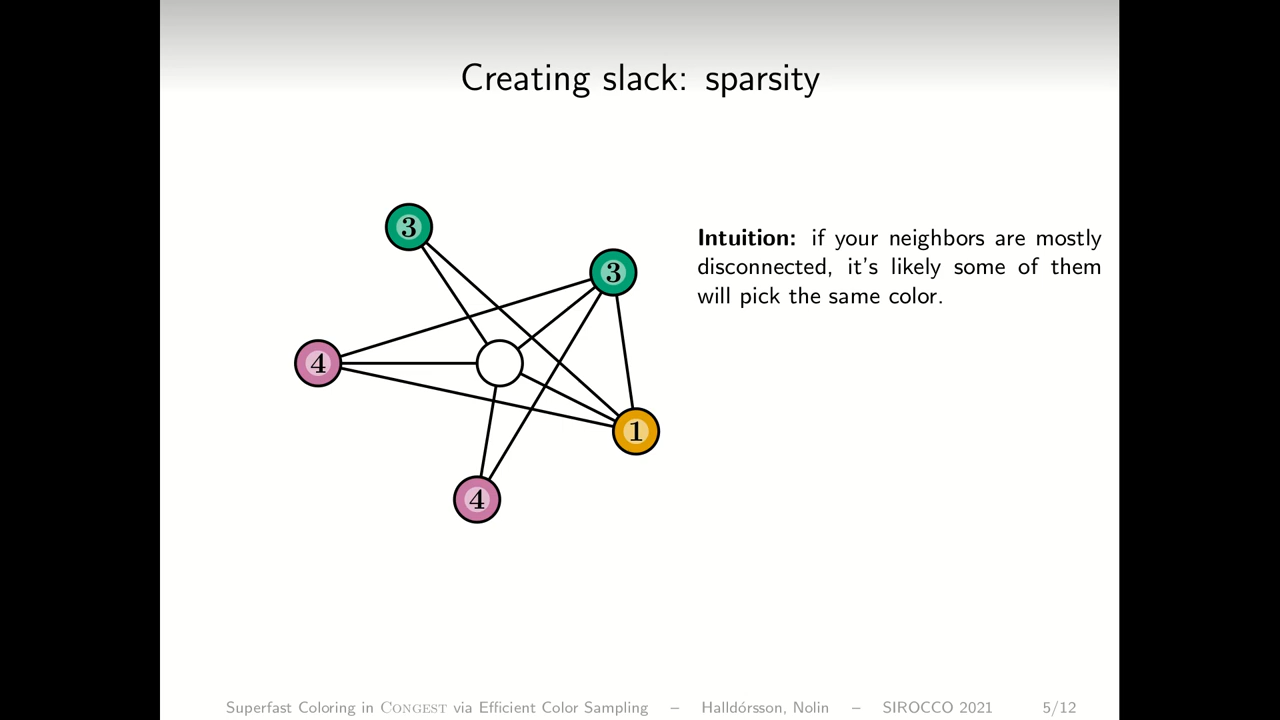 Creating slack: sparsity
3
3
4
1
4
Intuition: if your neighbors are mostly
disconnected, it's likely some of them
will pick the same color.
Superfast Coloring in CONGEST via Efficient Color Sampling – Halldórsson, Nolin – SIROCCO 2021 5/12